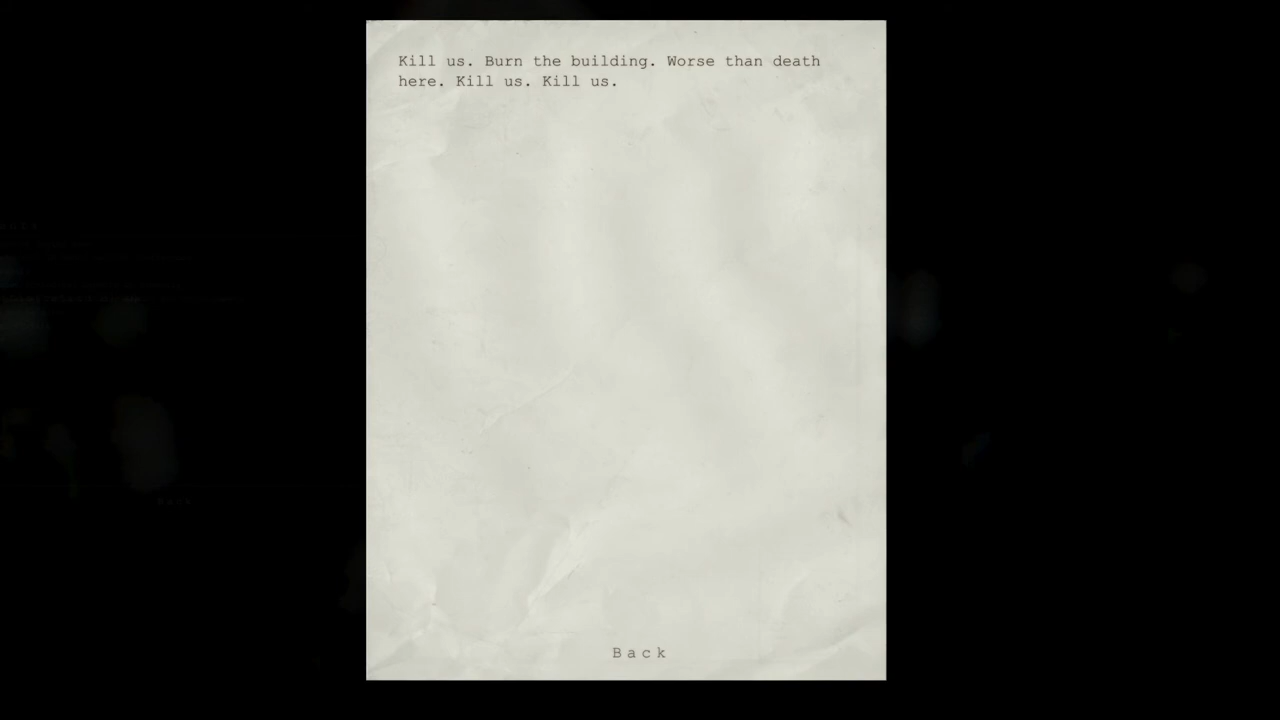 Kill us. Burn the building. Worse than death
here. Kill us. Kill us.
Back